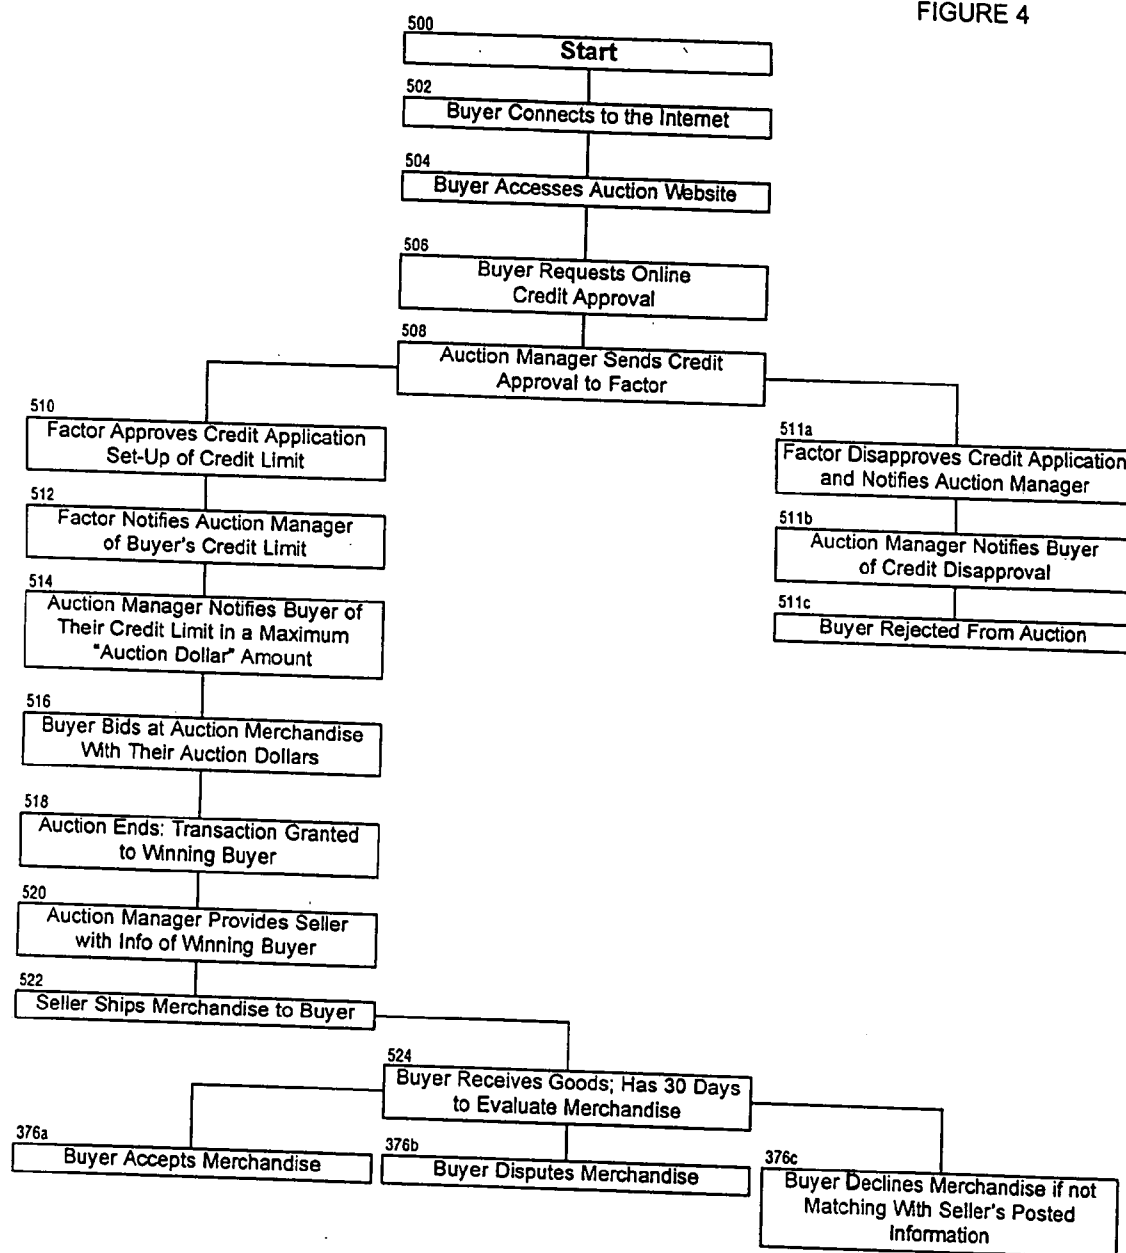 FIGURE 4
500
Start
502
Buyer Connects to the Internet
504
Buyer Accesses Auction Website
506
Buyer Requests Online
Credit Approval
508
Auction Manager Sends Credit
Approval to Factor
510
Factor Approves Credit Application
Set-Up of Credit Limit
512
Factor Notifies Auction Manager
of Buyer's Credit Limit
514
Auction Manager Notifies Buyer of
Their Credit Limit in a Maximum
"Auction Dollar" Amount
516
Buyer Bids at Auction Merchandise
With Their Auction Dollars
518
Auction Ends: Transaction Granted
to Winning Buyer
520
Auction Manager Provides Seller
with Info of Winning Buyer
522
Seller Ships Merchandise to Buyer
511a
Factor Disapproves Credit Application
and Notifies Auction Manager
511b
Auction Manager Notifies Buyer
of Credit Disapproval
511c
Buyer Rejected From Auction
524
Buyer Receives Goods; Has 30 Days
to Evaluate Merchandise
376a
Buyer Accepts Merchandise
376b
Buyer Disputes Merchandise
376c
Buyer Declines Merchandise if not
Matching With Seller's Posted
Information